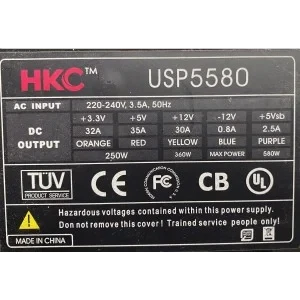 HKC™ USP5580
AC INPUT 220-240V, 3.5A, 50Hz
DC OUTPUT +3.3V +5V +12V -12V +5Vsb
32A 35A 30A 0.8A 2.5A
ORANGE RED YELLOW BLUE PURPLE
250W 360W MAX POWER 580W
TÜV PRODUCT SERVICE FC CB UL
Hazardous voltages contained within this power
supply, do not remove this cover! Trained service people only!
MADE IN CHINA